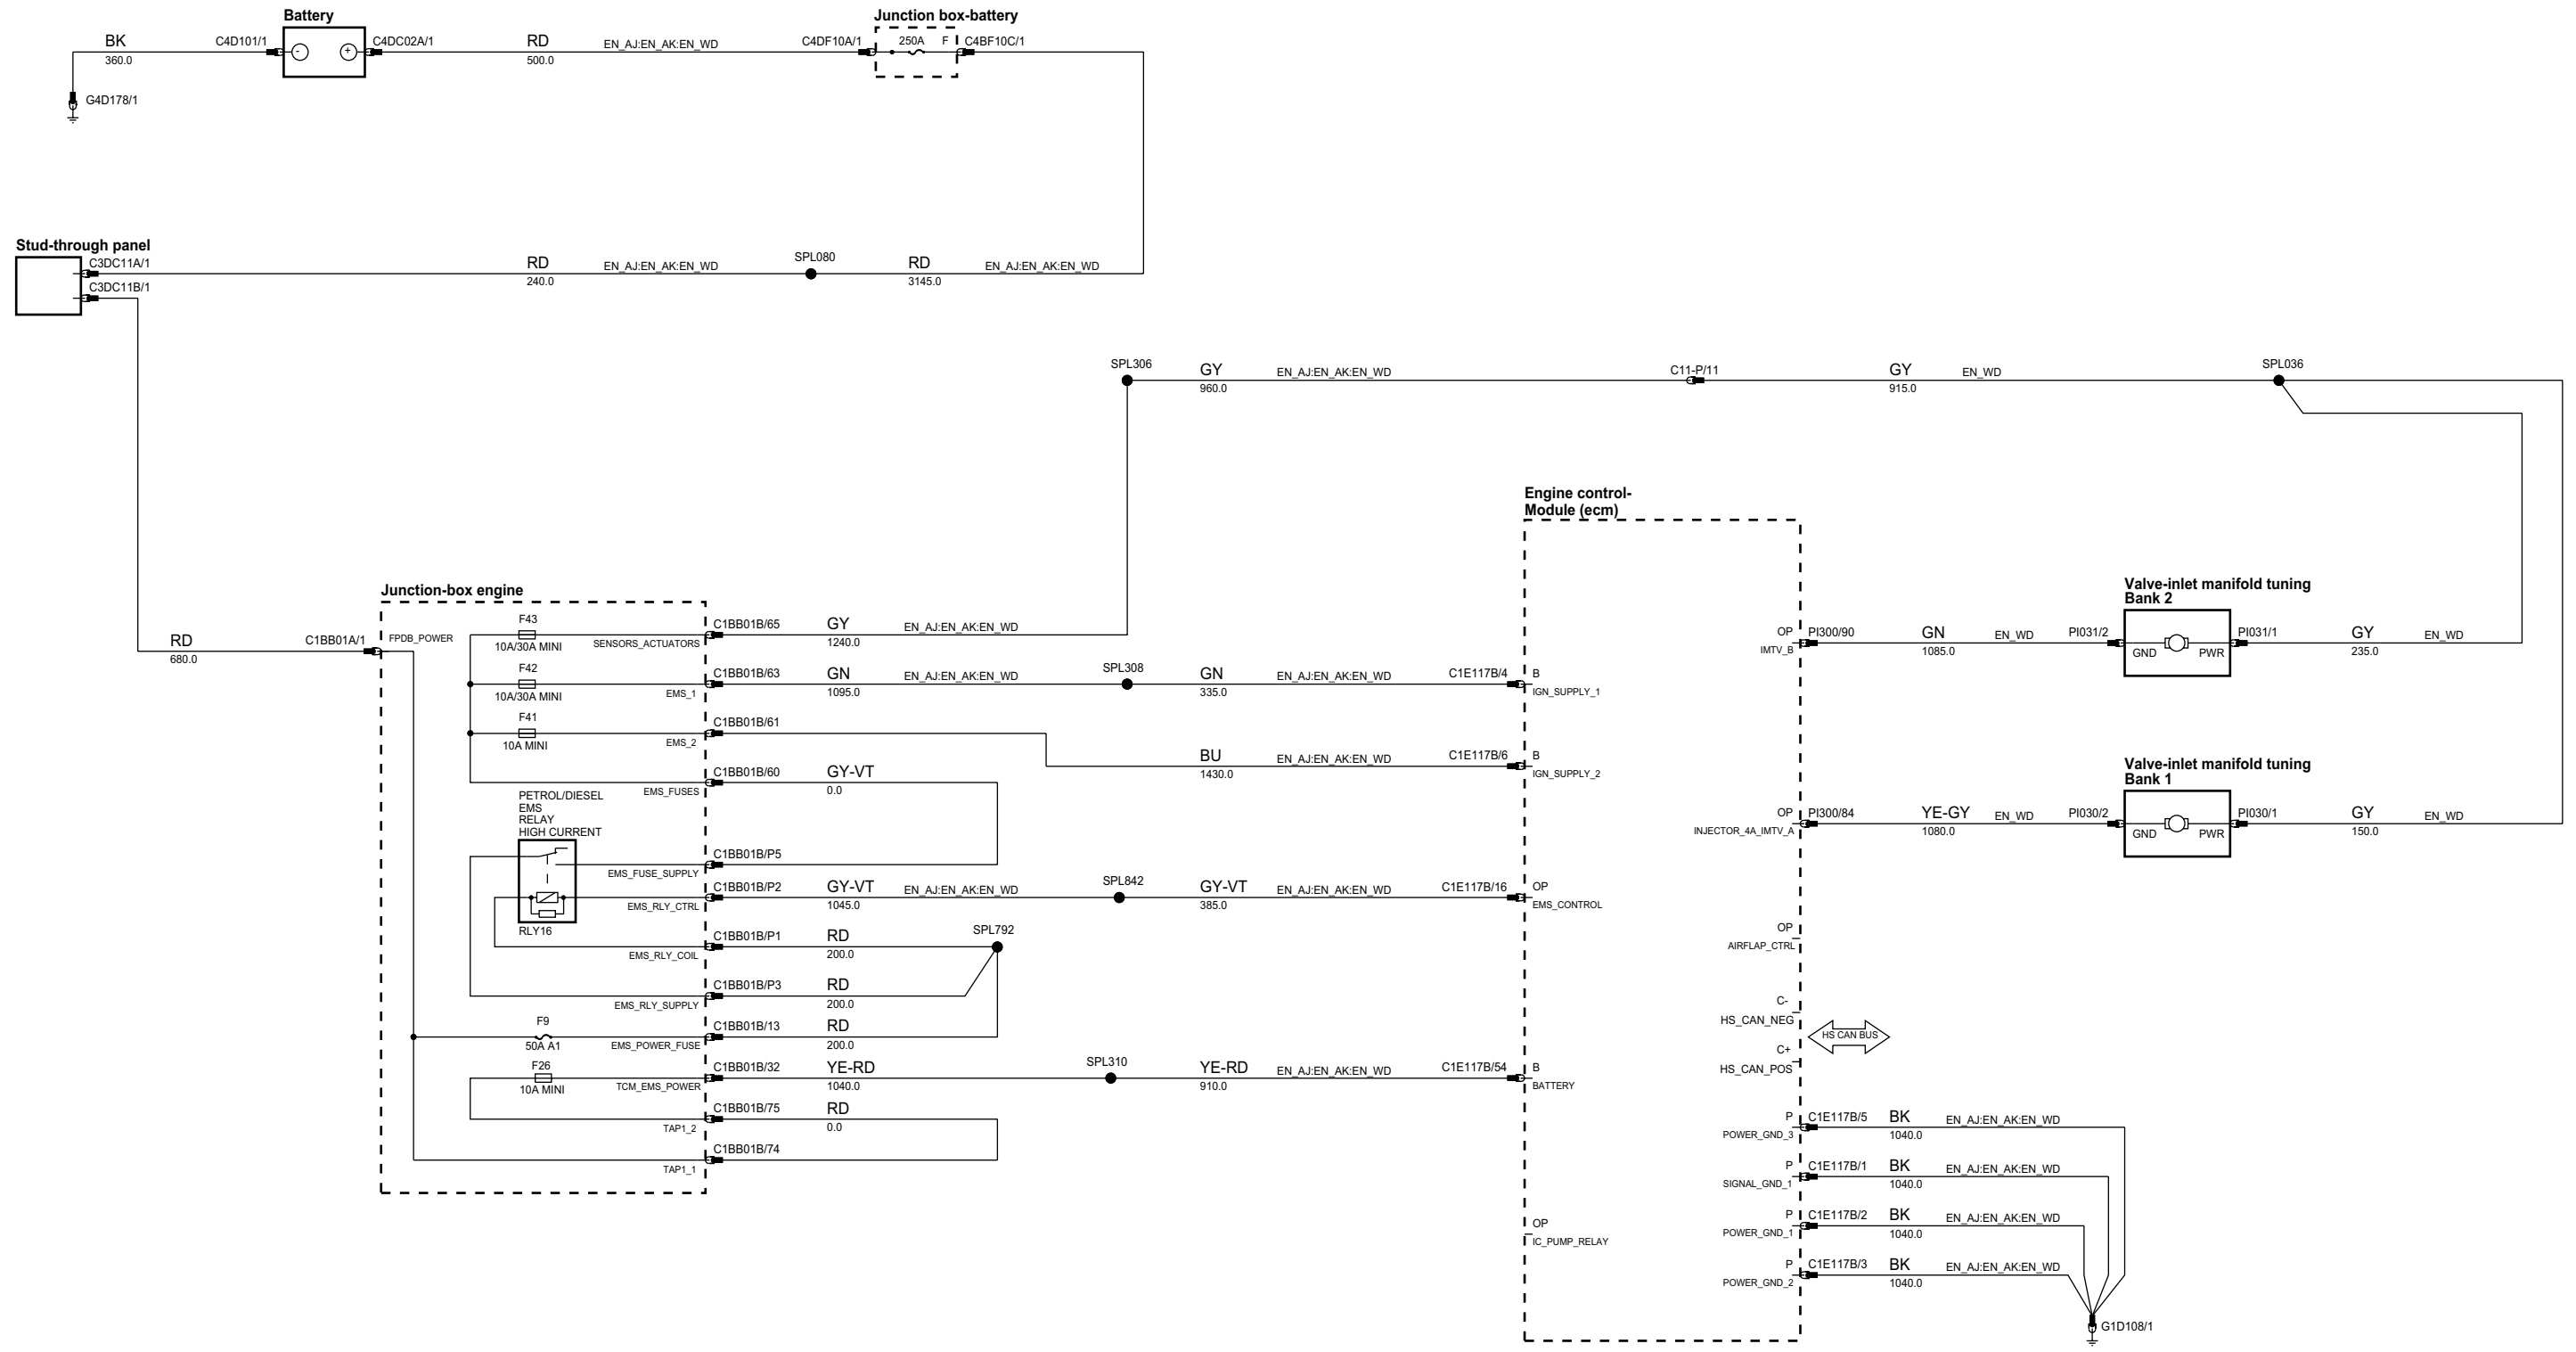 Battery
Junction box-battery
BK
360.0
C4D101/1
-
+
C4DC02A/1
RD
500.0
EN_AJ:EN_AK:EN_WD
C4DF10A/1
250A
F
C4BF10C/1
G4D178/1
Stud-through panel
C3DC11A/1
C3DC11B/1
RD
240.0
EN_AJ:EN_AK:EN_WD
SPL080
RD
3145.0
EN_AJ:EN_AK:EN_WD
SPL306
GY
960.0
EN_AJ:EN_AK:EN_WD
C11-P/11
GY
915.0
EN_WD
SPL036
Engine control-
Module (ecm)
Junction-box engine
RD
680.0
C1BB01A/1
FPDB_POWER
F43
10A/30A MINI
SENSORS_ACTUATORS
C1BB01B/65
GY
1240.0
EN_AJ:EN_AK:EN_WD
F42
10A/30A MINI
EMS_1
C1BB01B/63
GN
1095.0
EN_AJ:EN_AK:EN_WD
SPL308
GN
335.0
EN_AJ:EN_AK:EN_WD
C1E117B/4
B
IGN_SUPPLY_1
F41
10A MINI
EMS_2
C1BB01B/61
BU
1430.0
EN_AJ:EN_AK:EN_WD
C1E117B/6
B
IGN_SUPPLY_2
EMS_FUSES
C1BB01B/60
GY-VT
0.0
PETROL/DIESEL
EMS
RELAY
HIGH CURRENT
RLY16
EMS_FUSE_SUPPLY
C1BB01B/P5
EMS_RLY_CTRL
C1BB01B/P2
GY-VT
1045.0
EN_AJ:EN_AK:EN_WD
SPL842
GY-VT
385.0
EN_AJ:EN_AK:EN_WD
C1E117B/16
OP
EMS_CONTROL
EMS_RLY_COIL
C1BB01B/P1
RD
200.0
SPL792
EMS_RLY_SUPPLY
C1BB01B/P3
RD
200.0
F9
50A A1
EMS_POWER_FUSE
C1BB01B/13
RD
200.0
F26
10A MINI
TCM_EMS_POWER
C1BB01B/32
YE-RD
1040.0
SPL310
YE-RD
910.0
EN_AJ:EN_AK:EN_WD
C1E117B/54
B
BATTERY
TAP1_2
C1BB01B/75
RD
0.0
TAP1_1
C1BB01B/74
OP
IC_PUMP_RELAY
OP
IMTV_B
PI300/90
GN
1085.0
EN_WD
PI031/2
Valve-inlet manifold tuning
Bank 2
GND
PWR
PI031/1
GY
235.0
EN_WD
OP
INJECTOR_4A_IMTV_A
PI300/84
YE-GY
1080.0
EN_WD
PI030/2
Valve-inlet manifold tuning
Bank 1
GND
PWR
PI030/1
GY
150.0
EN_WD
OP
AIRFLAP_CTRL
C-
HS_CAN_NEG
HS CAN BUS
C+
HS_CAN_POS
P
POWER_GND_3
C1E117B/5
BK
1040.0
EN_AJ:EN_AK:EN_WD
P
SIGNAL_GND_1
C1E117B/1
BK
1040.0
EN_AJ:EN_AK:EN_WD
P
POWER_GND_1
C1E117B/2
BK
1040.0
EN_AJ:EN_AK:EN_WD
P
POWER_GND_2
C1E117B/3
BK
1040.0
EN_AJ:EN_AK:EN_WD
G1D108/1